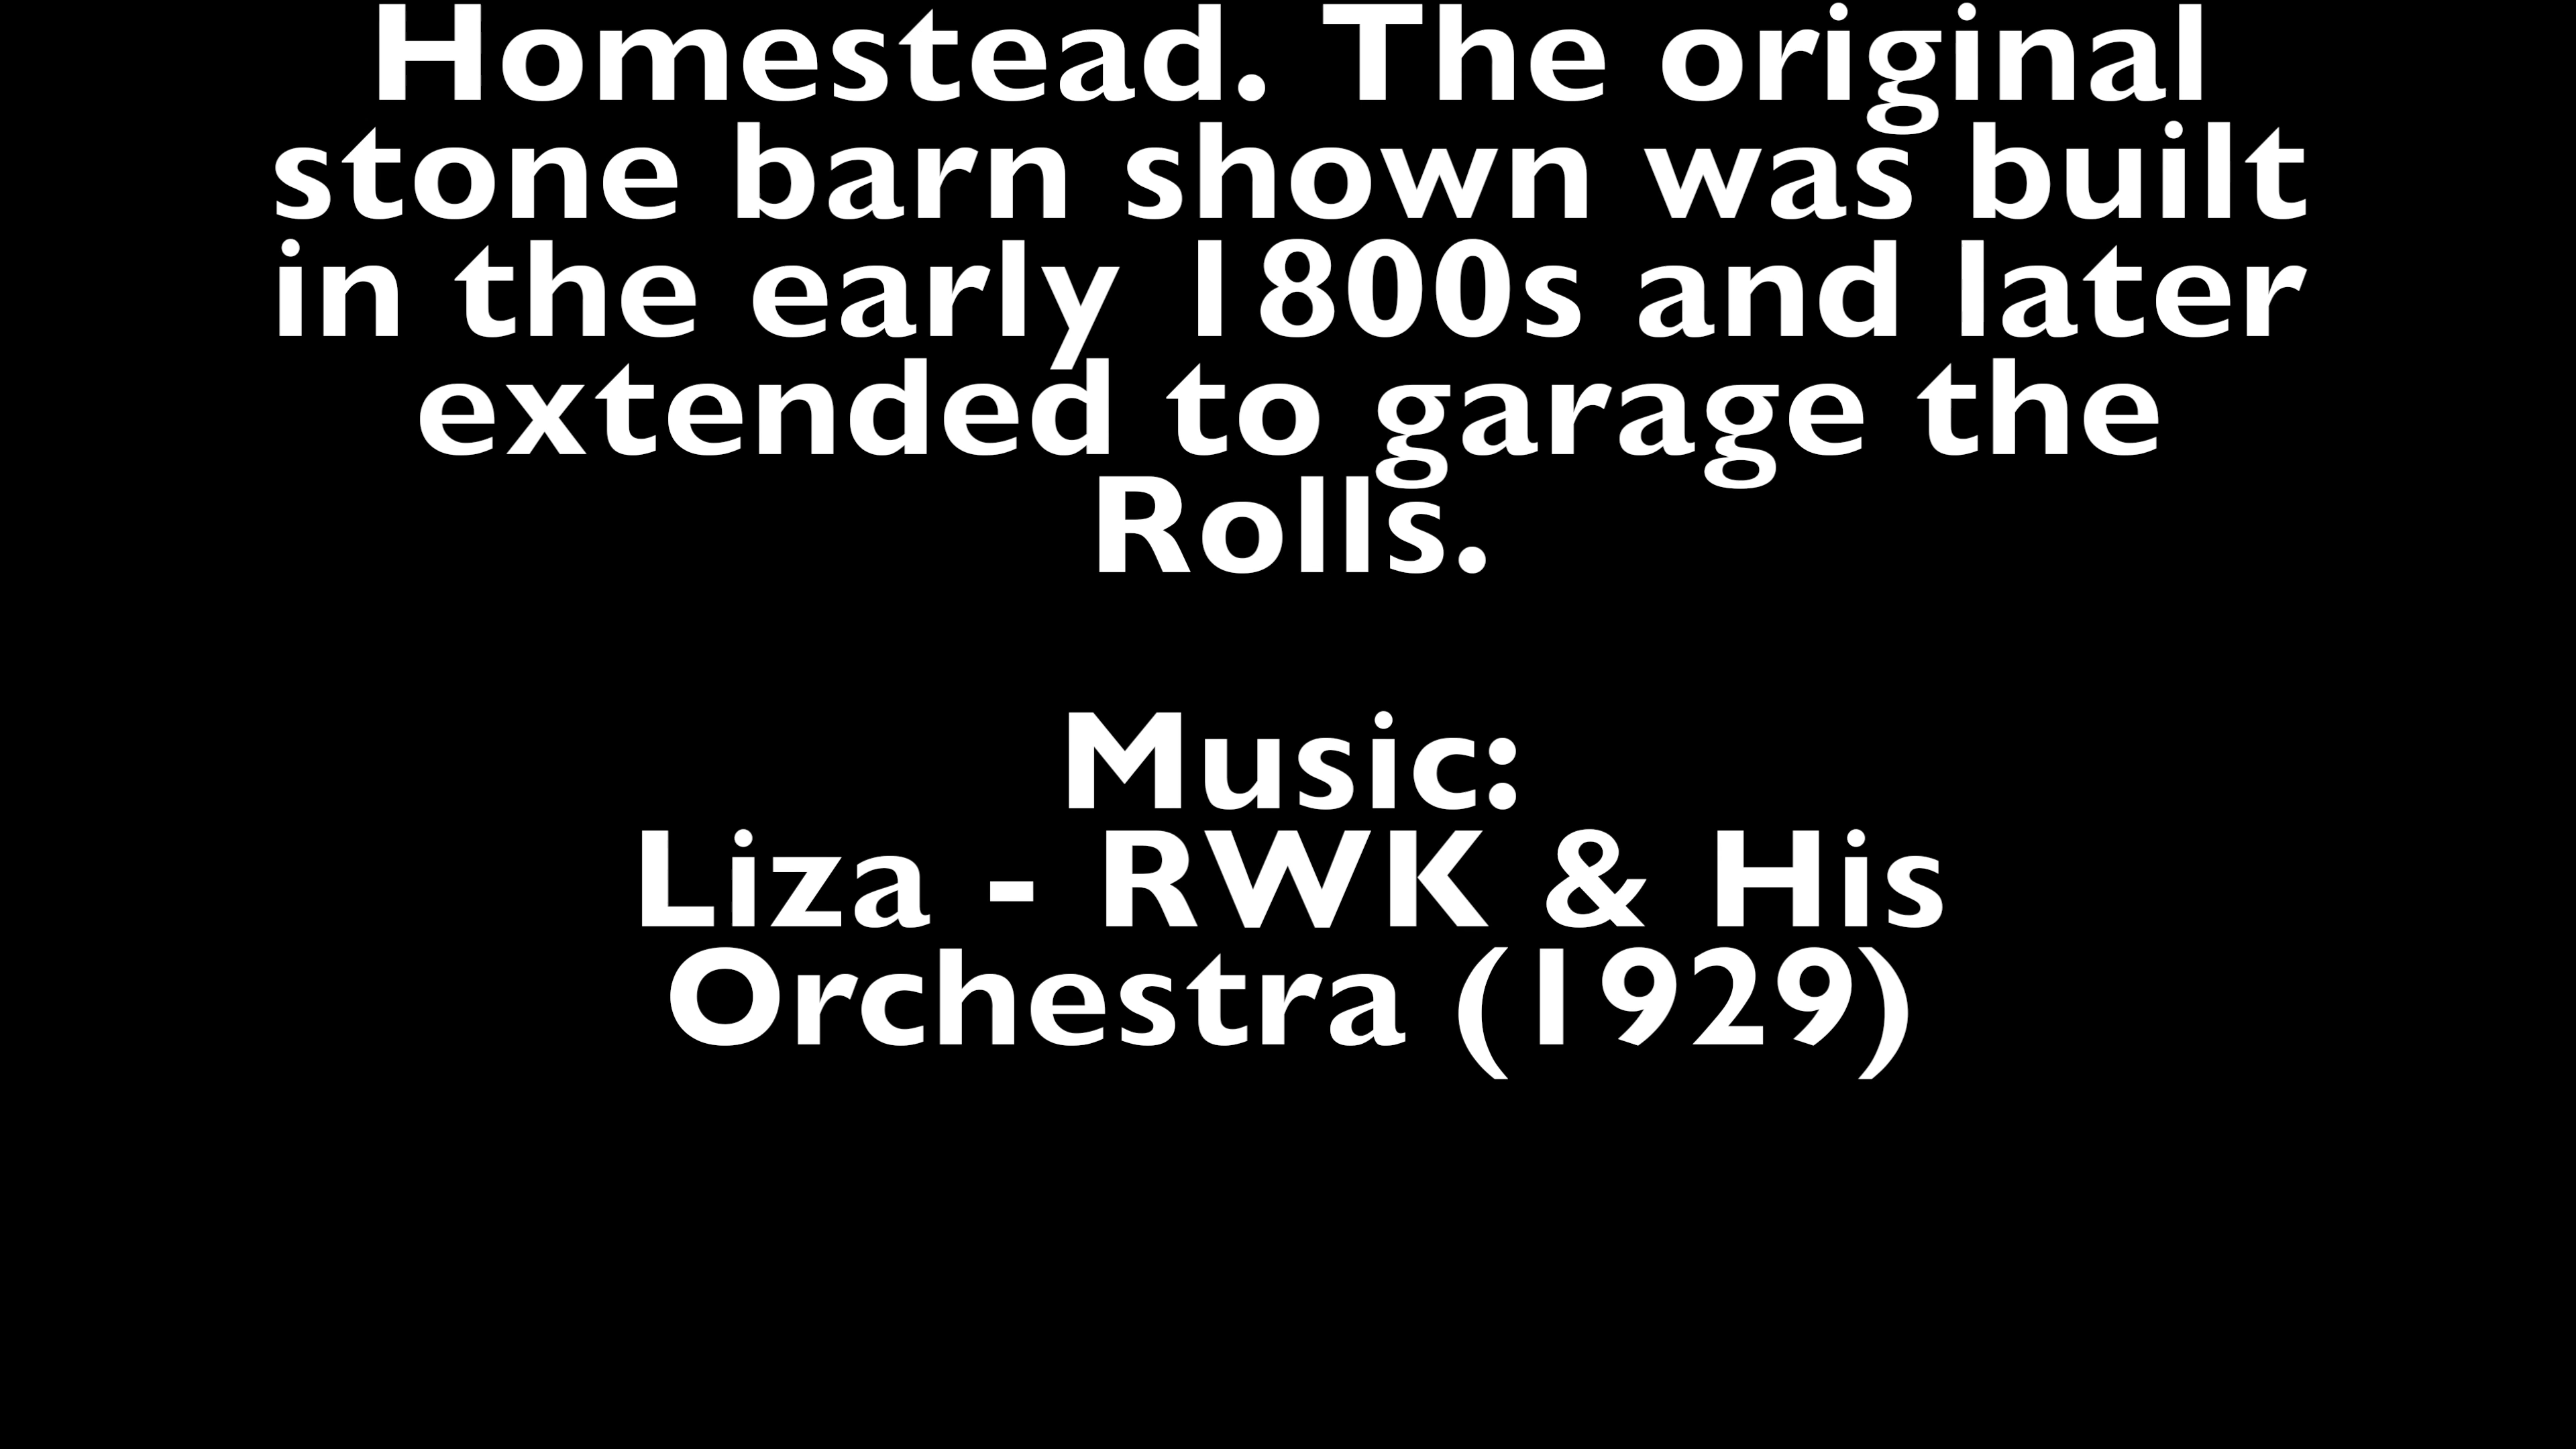 Homestead. The original
stone barn shown was built
in the early 1800s and later
extended to garage the
Rolls.
Music:
Liza - RWK & His
Orchestra (1929)